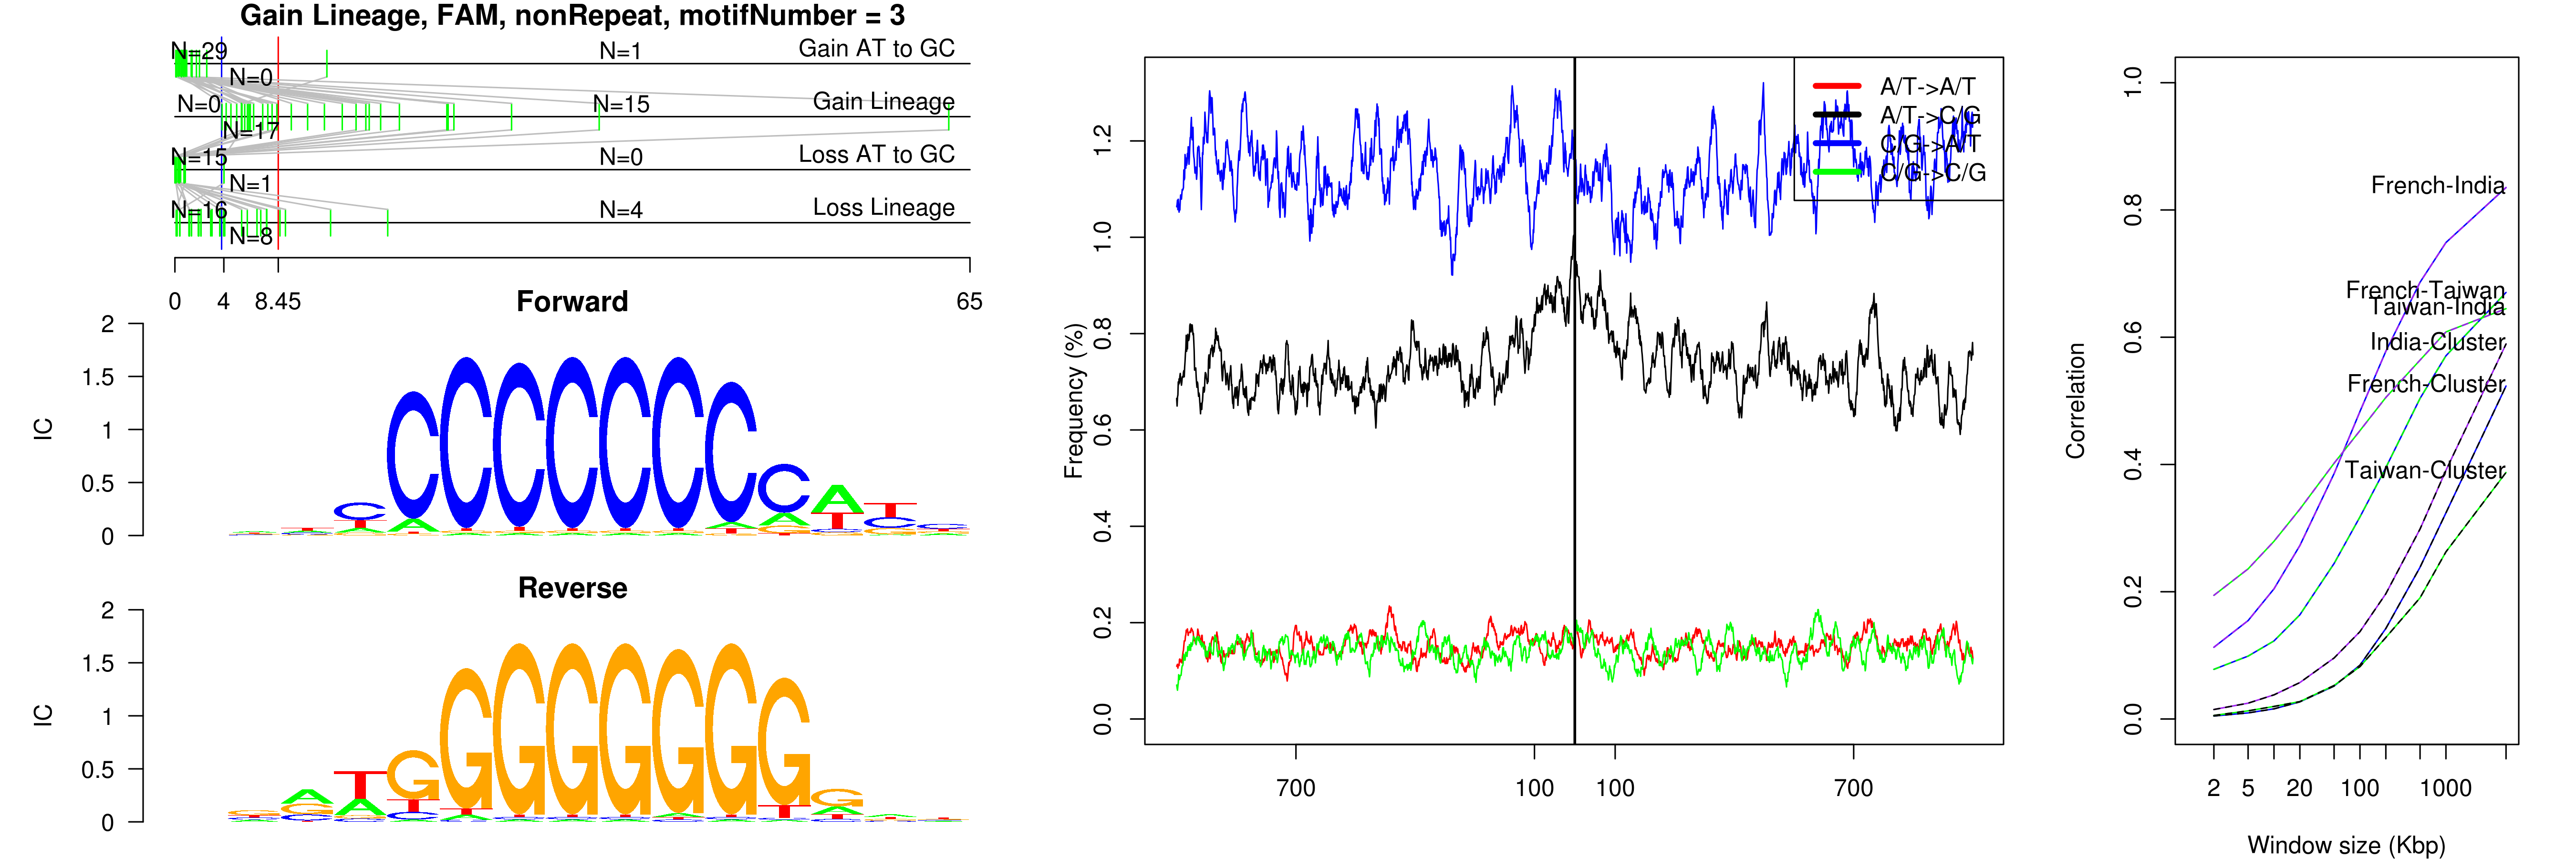 Gain Lineage, FAM, nonRepeat, motifNumber = 3
N=29 N=1 Gain AT to GC
N=0
N=0 N=15 Gain Lineage
N=17
N=15 N=0 Loss AT to GC
N=1
N=16 N=4 Loss Lineage
N=8
0 4 8.45 65
Forward
IC
2
1.5
1
0.5
0
CCCCCCC
Reverse
IC
2
1.5
1
0.5
0
GGGGGGG
Frequency (%)
1.2
1.0
0.8
0.6
0.4
0.2
0.0
A/T->A/T
A/T->C/G
C/G->A/T
C/G->C/G
700 100 100 700
Correlation
1.0
0.8
0.6
0.4
0.2
0.0
French-India
French-Taiwan
Taiwan-India
India-Cluster
French-Cluster
Taiwan-Cluster
2 5 20 100 1000
Window size (Kbp)